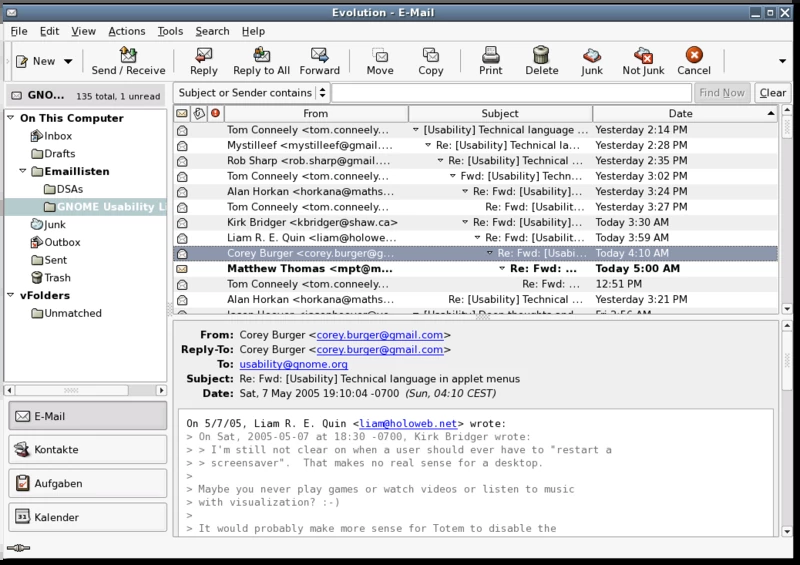 Evolution - E-Mail
File Edit View Actions Tools Search Help
New Send / Receive Reply Reply to All Forward Move Copy Print Delete Junk Not Junk Cancel
GNO... 135 total, 1 unread
Subject or Sender contains Find Now Clear
On This Computer
Inbox
Drafts
Emaillisten
DSAs
GNOME Usability Li
Junk
Outbox
Sent
Trash
vFolders
Unmatched
E-Mail
Kontakte
Aufgaben
Kalender
31
From Subject Date
Tom Conneely <tom.conneely... [Usability] Technical language ... Yesterday 2:14 PM
Mystilleef <mystilleef@gmail.... Re: [Usability] Technical la... Yesterday 2:28 PM
Rob Sharp <rob.sharp@gmail.... Re: [Usability] Technical ... Yesterday 2:35 PM
Tom Conneely <tom.conneely... Fwd: [Usability] Techn... Yesterday 3:02 PM
Alan Horkan <horkana@maths... Re: Fwd: [Usability]... Yesterday 3:24 PM
Tom Conneely <tom.conneely... Re: Fwd: [Usabilit... Yesterday 3:27 PM
Kirk Bridger <kbridger@shaw.ca> Re: Fwd: [Usability]... Today 3:30 AM
Liam R. E. Quin <liam@holowe... Re: Fwd: [Usabilit... Today 3:59 AM
Corey Burger <corey.burger@g... Re: Fwd: [Usabi... Today 4:10 AM
Matthew Thomas <mpt@m... Re: Fwd: ... Today 5:00 AM
Tom Conneely <tom.conneely... Re: Fwd: ... 12:51 PM
Alan Horkan <horkana@maths... Re: [Usability] Technical ... Yesterday 3:21 PM
From: Corey Burger <corey.burger@gmail.com>
Reply-To: Corey Burger <corey.burger@gmail.com>
To: usability@gnome.org
Subject: Re: Fwd: [Usability] Technical language in applet menus
Date: Sat, 7 May 2005 19:10:04 -0700 (Sun, 04:10 CEST)
On 5/7/05, Liam R. E. Quin <liam@holoweb.net> wrote:
> On Sat, 2005-05-07 at 18:30 -0700, Kirk Bridger wrote:
> > I'm still not clear on when a user should ever have to "restart a
> > screensaver". That makes no real sense for a desktop.
>
> Maybe you never play games or watch videos or listen to music
> with visualization? :-)
>
> It would probably make more sense for Totem to disable the